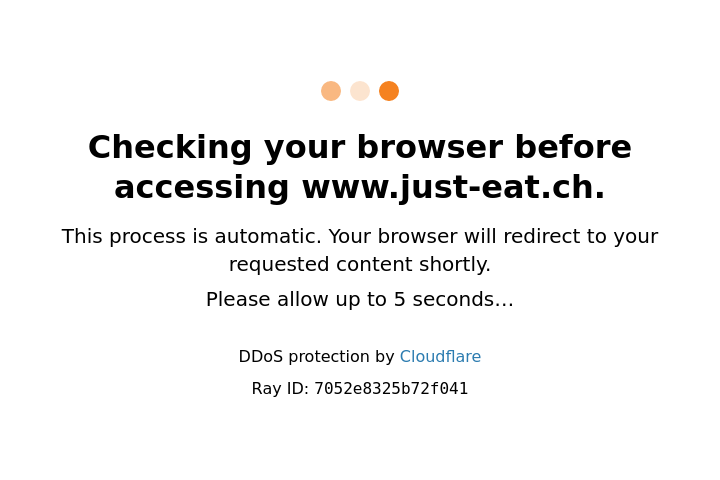 Checking your browser before
accessing www.just-eat.ch.
This process is automatic. Your browser will redirect to your
requested content shortly.
Please allow up to 5 seconds…
DDoS protection by Cloudflare
Ray ID: 7052e8325b72f041